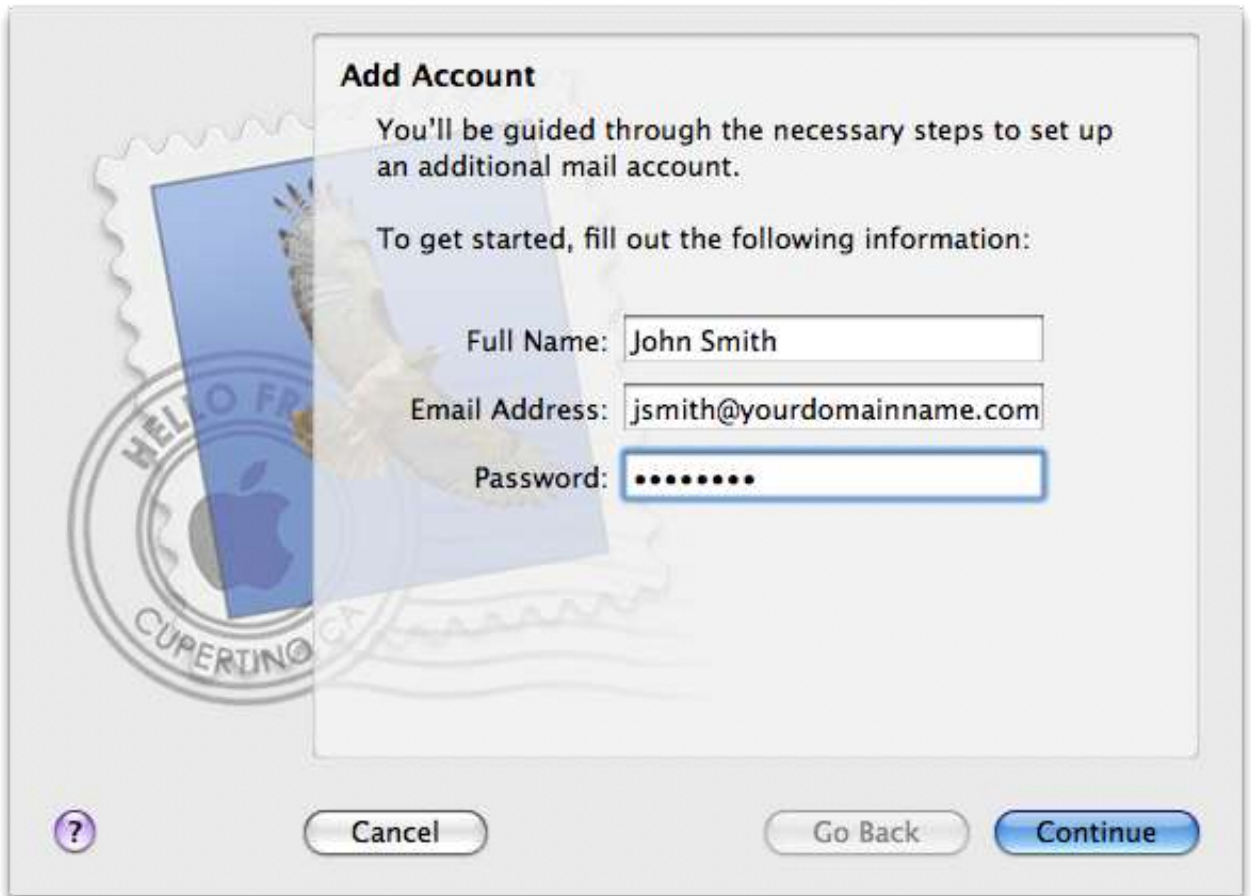 Add Account
You'll be guided through the necessary steps to set up
an additional mail account.
To get started, fill out the following information:
Full Name: John Smith
Email Address: jsmith@yourdomainname.com
Password: ••••••••
HELLO FR
CUPERTINO CA
? Cancel Go Back Continue